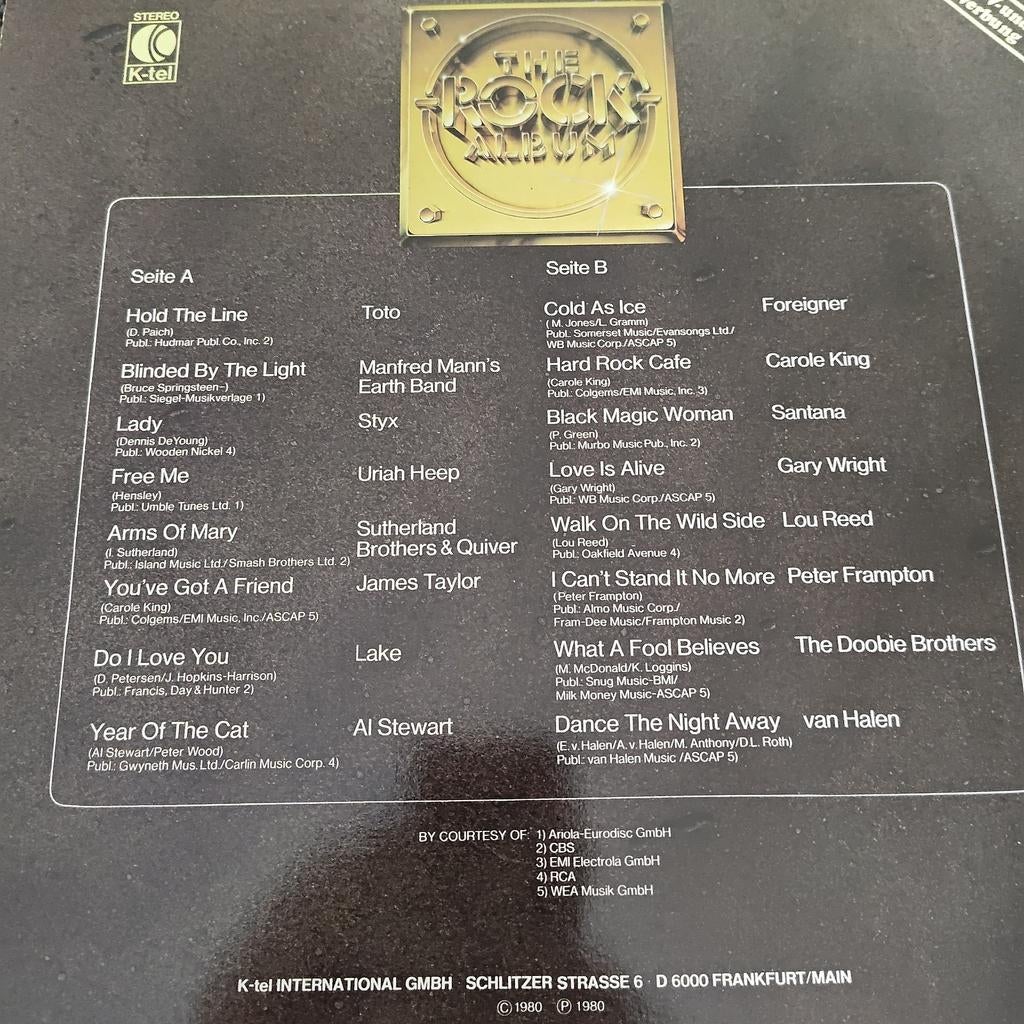 STEREO
K-tel
THE
ROCK
ALBUM
Seite A
Hold The Line Toto
(D. Paich)
Publ.: Hudmar Publ. Co., Inc. 2)
Blinded By The Light Manfred Mann's
Earth Band
(Bruce Springsteen-)
Publ.: Siegel-Musikverlage 1)
Lady Styx
(Dennis DeYoung)
Publ.: Wooden Nickel 4)
Free Me Uriah Heep
(Hensley)
Publ.: Umble Tunes Ltd. 1)
Arms Of Mary Sutherland
Brothers & Quiver
(I. Sutherland)
Publ.: Island Music Ltd./Smash Brothers Ltd. 2)
You've Got A Friend James Taylor
(Carole King)
Publ.: Colgems/EMI Music, Inc./ASCAP 5)
Do I Love You Lake
(D. Petersen/J. Hopkins-Harrison)
Publ.: Francis, Day & Hunter 2)
Year Of The Cat Al Stewart
(Al Stewart/Peter Wood)
Publ.: Gwyneth Mus. Ltd./Carlin Music Corp. 4)
Seite B
Cold As Ice Foreigner
(M. Jones/L. Gramm)
Publ. Somerset Music/Evansongs Ltd./
WB Music Corp./ASCAP 5)
Hard Rock Cafe Carole King
(Carole King)
Publ.: Colgems/EMI Music, Inc. 3)
Black Magic Woman Santana
(P. Green)
Publ.: Murbo Music Pub., Inc. 2)
Love Is Alive Gary Wright
(Gary Wright)
Publ.: WB Music Corp./ASCAP 5)
Walk On The Wild Side Lou Reed
(Lou Reed)
Publ.: Oakfield Avenue 4)
I Can't Stand It No More Peter Frampton
(Peter Frampton)
Publ.: Almo Music Corp./
Fram-Dee Music/Frampton Music 2)
What A Fool Believes The Doobie Brothers
(M. McDonald/K. Loggins)
Publ.: Snug Music-BMI/
Milk Money Music-ASCAP 5)
Dance The Night Away van Halen
(E. v. Halen/A. v. Halen/M. Anthony/D.L. Roth)
Publ.: van Halen Music /ASCAP 5)
BY COURTESY OF: 1) Ariola-Eurodisc GmbH
2) CBS
3) EMI Electrola GmbH
4) RCA
5) WEA Musik GmbH
K-tel INTERNATIONAL GMBH · SCHLITZER STRASSE 6 · D 6000 FRANKFURT/MAIN
© 1980 ℗ 1980